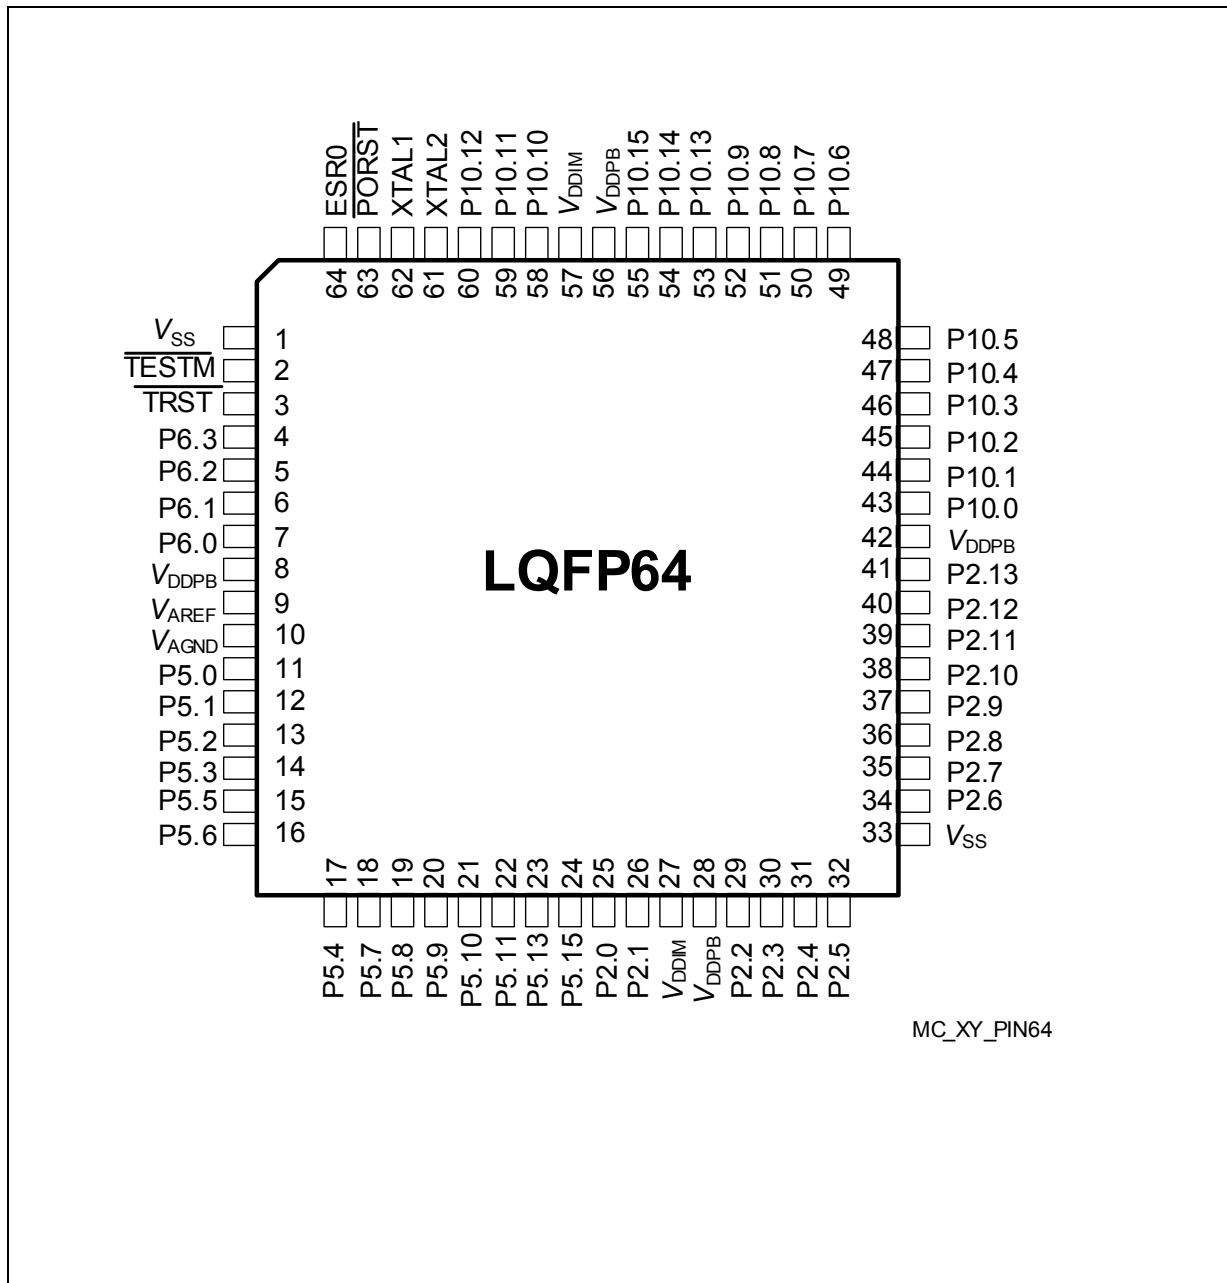 ESR0
PORST
XTAL1
XTAL2
P10.12
P10.11
P10.10
VDDIM
VDDPB
P10.15
P10.14
P10.13
P10.9
P10.8
P10.7
P10.6
64
63
62
61
60
59
58
57
56
55
54
53
52
51
50
49
VSS 1
TESTM 2
TRST 3
P6.3 4
P6.2 5
P6.1 6
P6.0 7
VDDPB 8
VAREF 9
VAGND 10
P5.0 11
P5.1 12
P5.2 13
P5.3 14
P5.5 15
P5.6 16
LQFP64
48 P10.5
47 P10.4
46 P10.3
45 P10.2
44 P10.1
43 P10.0
42 VDDPB
41 P2.13
40 P2.12
39 P2.11
38 P2.10
37 P2.9
36 P2.8
35 P2.7
34 P2.6
33 VSS
17
18
19
20
21
22
23
24
25
26
27
28
29
30
31
32
P5.4
P5.7
P5.8
P5.9
P5.10
P5.11
P5.13
P5.15
P2.0
P2.1
VDDIM
VDDPB
P2.2
P2.3
P2.4
P2.5
MC_XY_PIN64